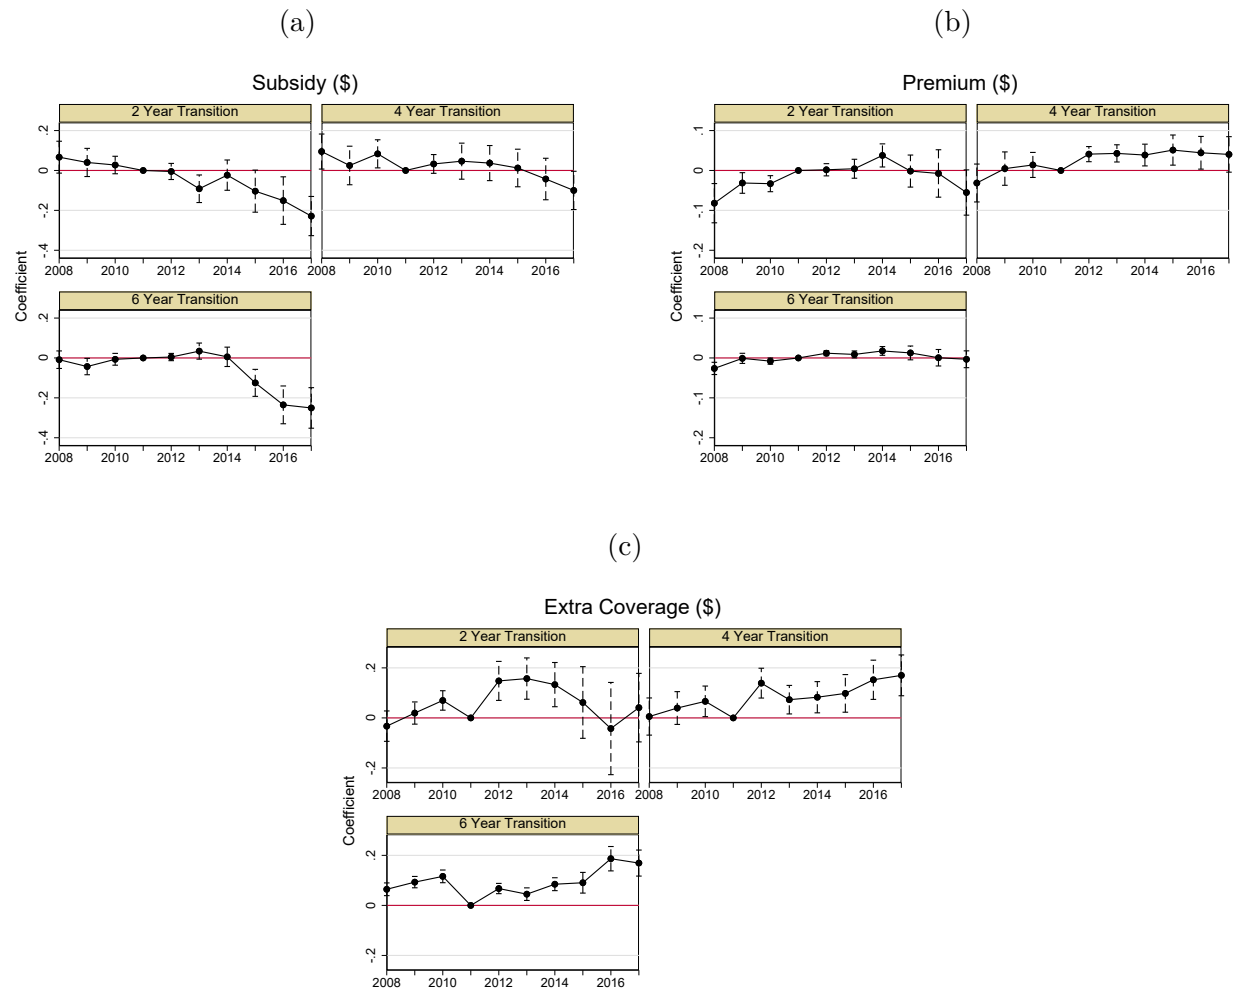 (a)
Subsidy ($)
2 Year Transition
4 Year Transition
.2
0
-.2
-.4
2008 2010 2012 2014 2016 2008 2010 2012 2014 2016
Coefficient
6 Year Transition
.2
0
-.2
-.4
2008 2010 2012 2014 2016
(b)
Premium ($)
2 Year Transition
4 Year Transition
.1
0
-.1
-.2
2008 2010 2012 2014 2016 2008 2010 2012 2014 2016
Coefficient
6 Year Transition
.1
0
-.1
-.2
2008 2010 2012 2014 2016
(c)
Extra Coverage ($)
2 Year Transition
4 Year Transition
.2
0
-.2
2008 2010 2012 2014 2016 2008 2010 2012 2014 2016
Coefficient
6 Year Transition
.2
0
-.2
2008 2010 2012 2014 2016